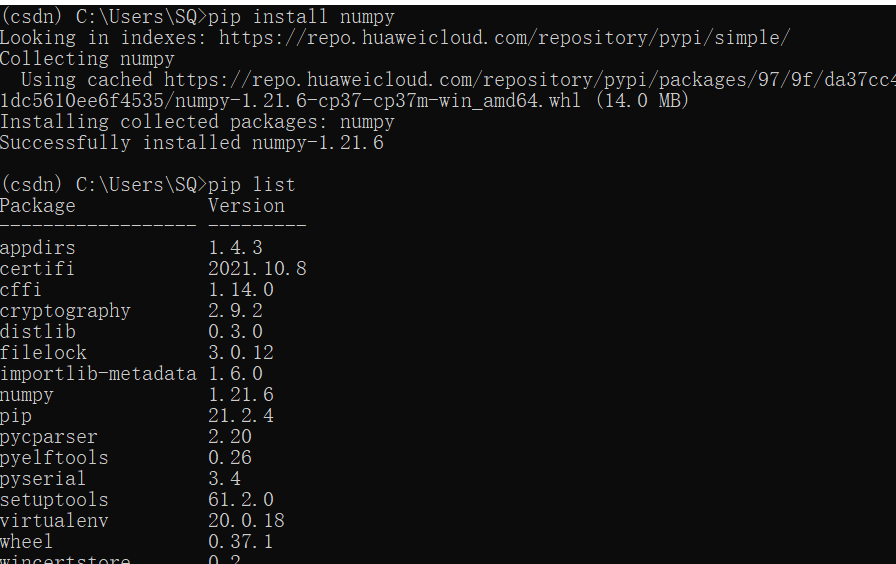 (csdn) C:\Users\SQ>pip install numpy
Looking in indexes: https://repo.huaweicloud.com/repository/pypi/simple/
Collecting numpy
  Using cached https://repo.huaweicloud.com/repository/pypi/packages/97/9f/da37cc4
1dc5610ee6f4535/numpy-1.21.6-cp37-cp37m-win_amd64.whl (14.0 MB)
Installing collected packages: numpy
Successfully installed numpy-1.21.6
(csdn) C:\Users\SQ>pip list
Package            Version
------------------ ---------
appdirs            1.4.3
certifi            2021.10.8
cffi               1.14.0
cryptography       2.9.2
distlib            0.3.0
filelock           3.0.12
importlib-metadata 1.6.0
numpy              1.21.6
pip                21.2.4
pycparser          2.20
pyelftools         0.26
pyserial           3.4
setuptools         61.2.0
virtualenv         20.0.18
wheel              0.37.1
wincertstore       0.2